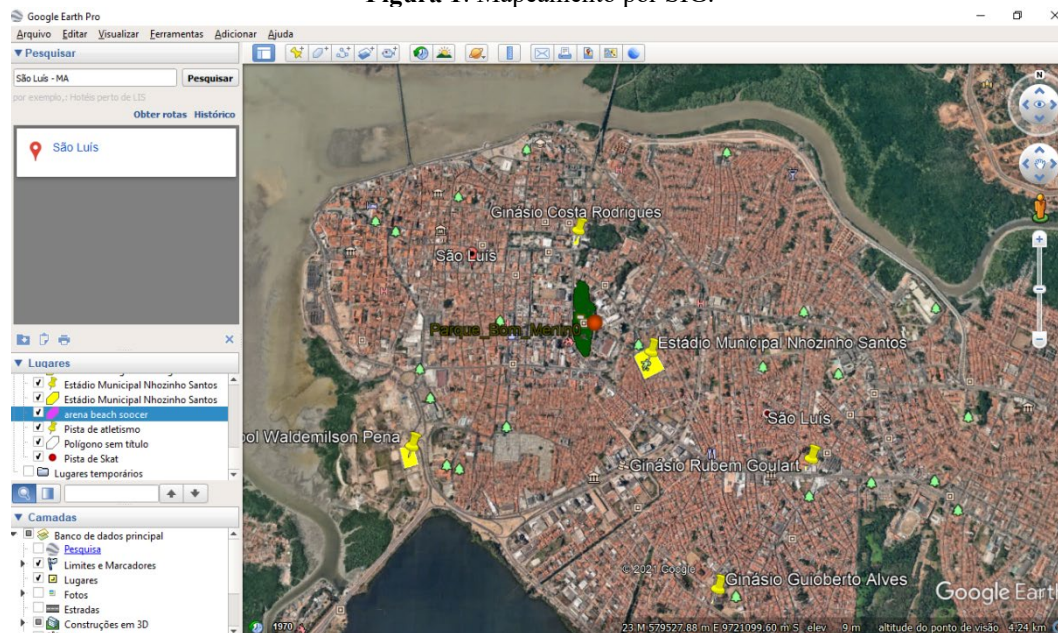 Figura 1: Mapeamento por SIG.
Google Earth Pro
Arquivo Editar Visualizar Ferramentas Adicionar Ajuda
Pesquisar
São Luís - MA
Pesquisar
por exemplo,: Hotéis perto de LIS
Obter rotas Histórico
São Luís
Lugares
Estádio Municipal Nhozinho Santos
Estádio Municipal Nhozinho Santos
arena beach soocer
Pista de atletismo
Polígono sem título
Pista de Skat
Lugares temporários
Camadas
Banco de dados principal
Pesquisa
Limites e Marcadores
Lugares
Fotos
Estradas
Construções em 3D
N
Ginásio Costa Rodrigues
São Luís
Parque_Bom_Menino
Estádio Municipal Nhozinho Santos
São Luís
ol Waldemilson Pena
Ginásio Rubem Goulart
Ginásio Guioberto Alves
© 2021 Google
Google Earth
1970
23 M 579527.88 m E 9721099.60 m S elev 9 m altitude do ponto de visão 4.24 km